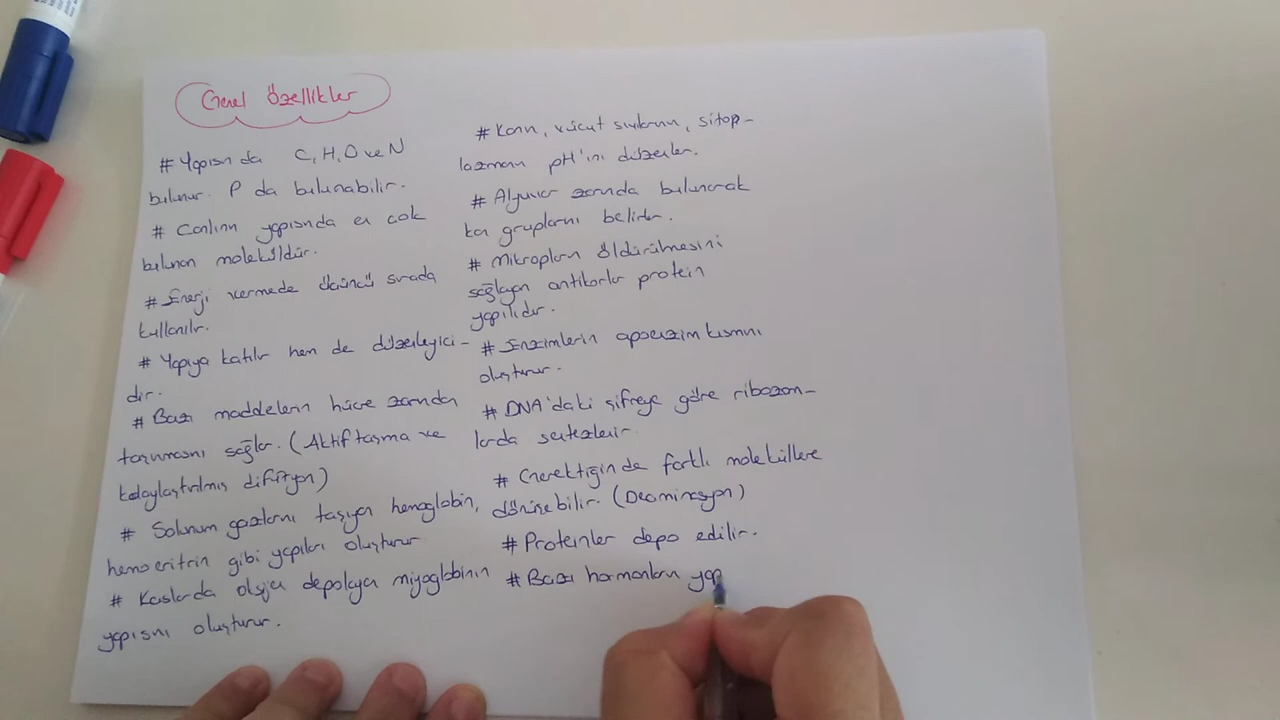 Genel Özellikler
# Yapısında C, H, O ve N
bulunur. P da bulunabilir.
# Canlının yapısında en çok
bulunan moleküldür.
# Enerji vermede üçüncü sırada
kullanılır.
# Yapıya katılır hem de düzenleyici-
dir.
# Bazı maddelerin hücre zarından
taşınmasını sağlar. (Aktif taşıma ve
kolaylaştırılmış difüzyon)
# Solunum gazlarını taşıyan hemoglobin,
hemoeritrin gibi yapıları oluşturur
# Kaslarda oksijen depolayan miyoglobinin
yapısını oluşturur.
# Kanın, vücut sıvılarının, sitop-
lazmanın pH'ını düzenler.
# Alyuvar zarında bulunarak
kan gruplarını belirler.
# Mikropların öldürülmesini
sağlayan antikorlar protein
yapılıdır.
# Enzimlerin apoenzim kısmını
oluşturur.
# DNA'daki şifreye göre ribozom-
larda sentezlenir.
# Gerektiğinde farklı moleküllere
dönüşebilir. (Deaminasyon)
# Proteinler depo edilir.
# Bazı hormonların yap